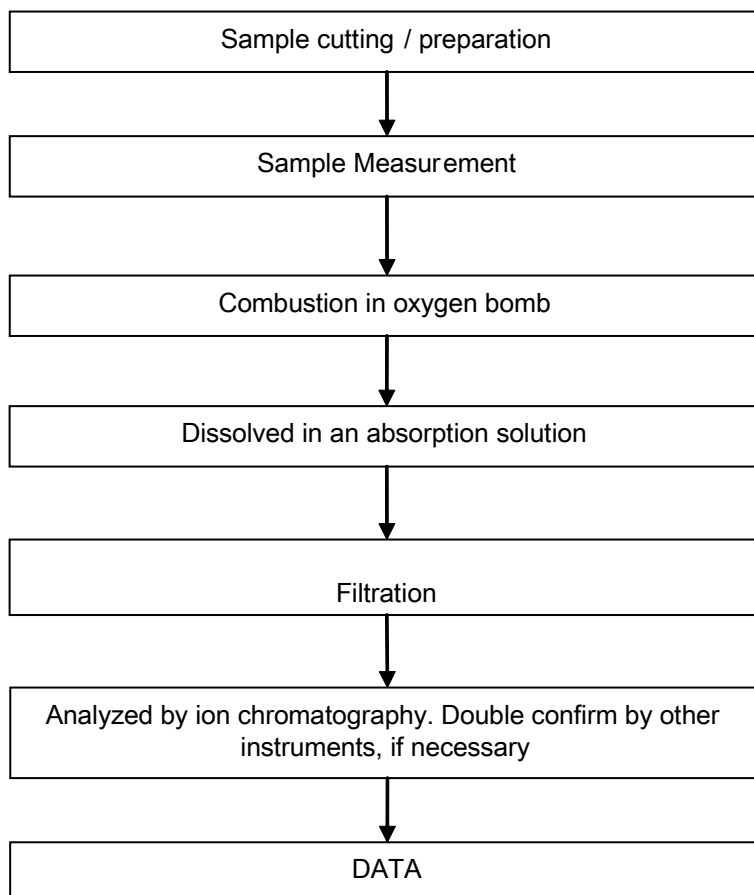 Sample cutting / preparation
Sample Measurement
Combustion in oxygen bomb
Dissolved in an absorption solution
Filtration
Analyzed by ion chromatography. Double confirm by other
instruments, if necessary
DATA